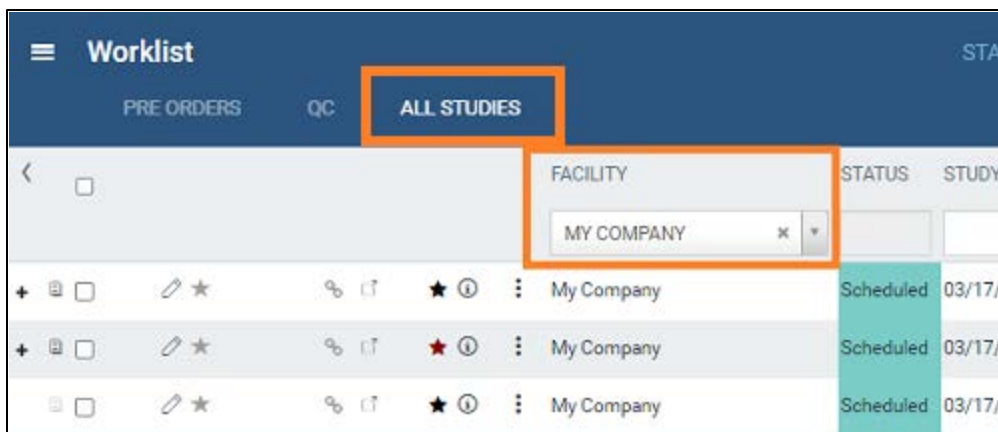 Worklist STA
PRE ORDERS QC ALL STUDIES
FACILITY STATUS STUDY
MY COMPANY
My Company Scheduled 03/17/
My Company Scheduled 03/17/
My Company Scheduled 03/17/